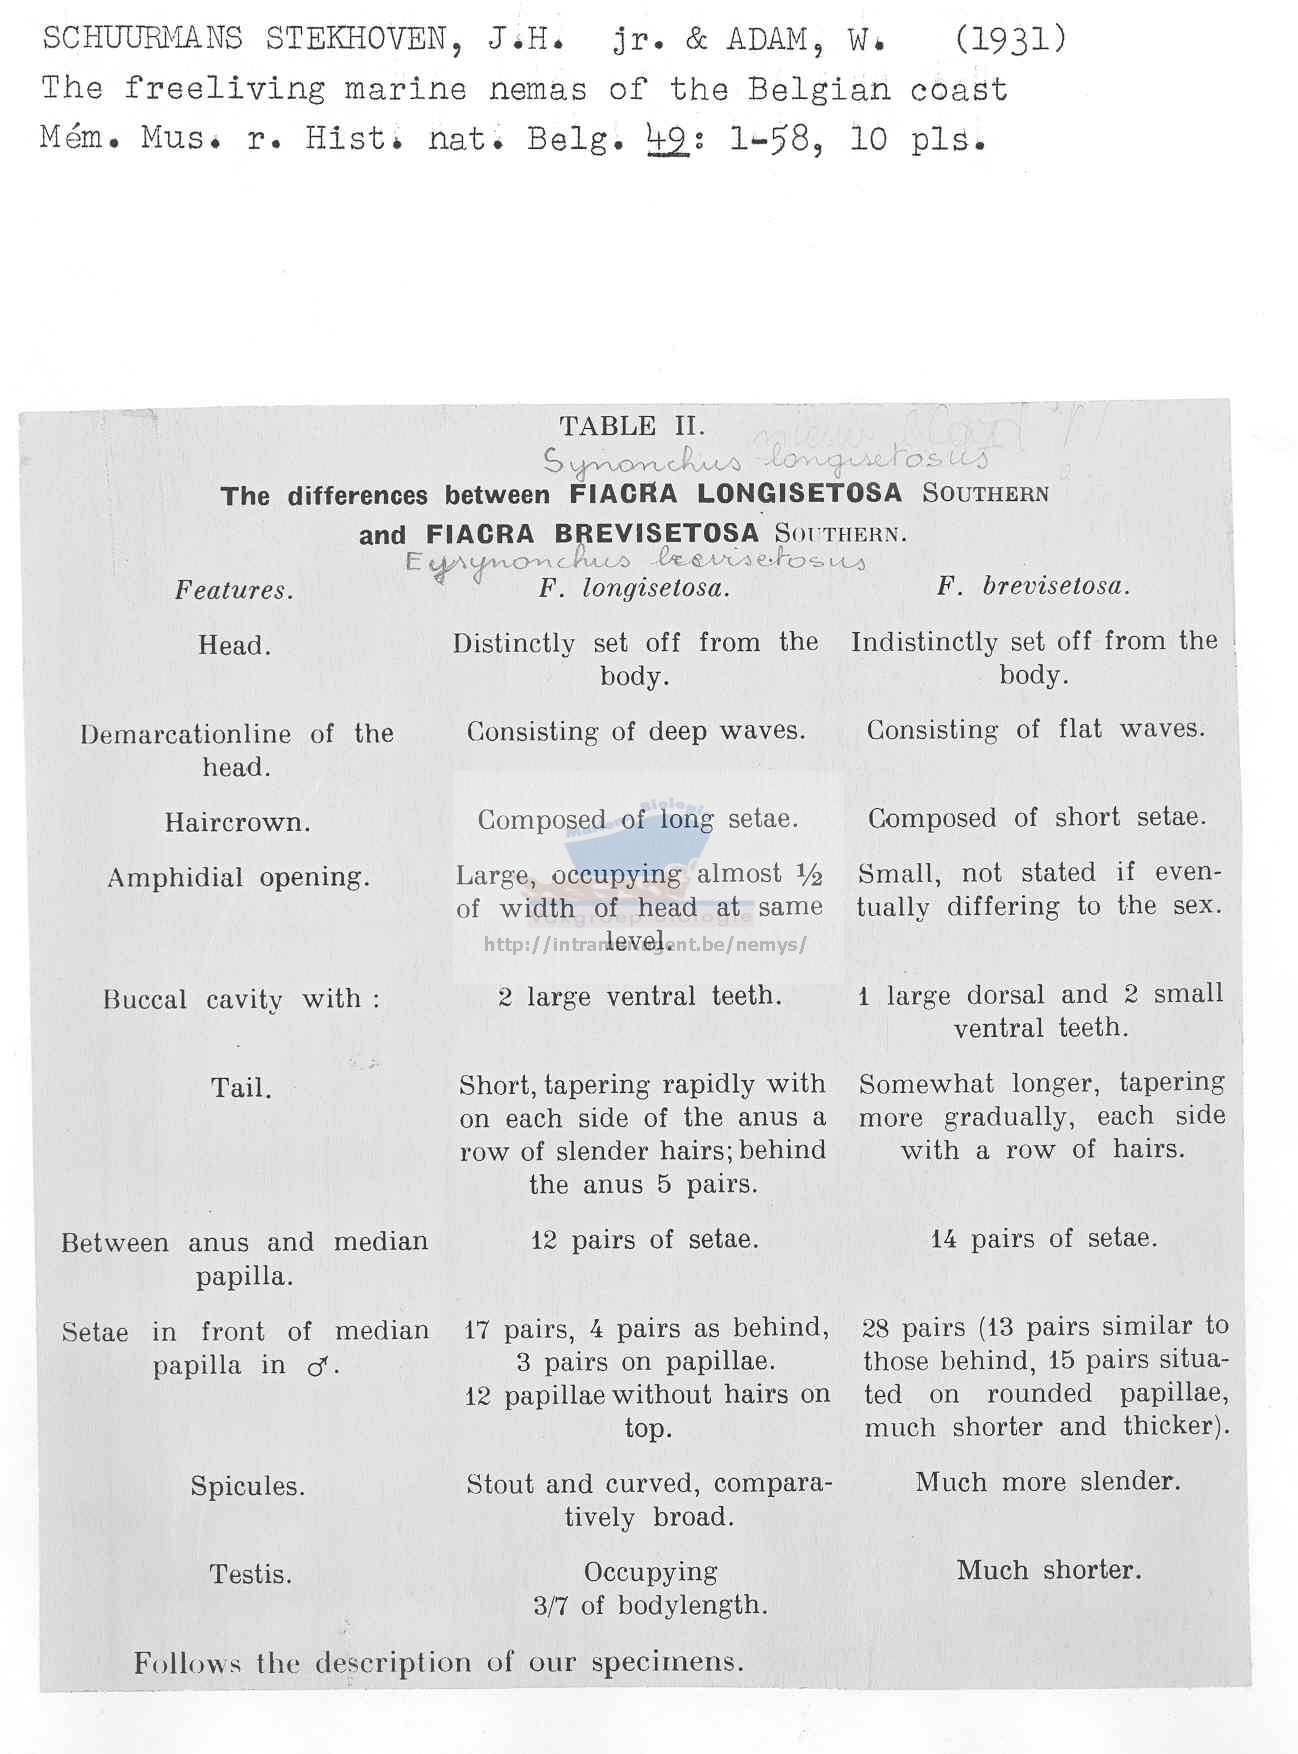 SCHUURMANS STEKHOVEN, J.H. jr. & ADAM, W. (1931)
The freeliving marine nemas of the Belgian coast
Mém. Mus. r. Hist. nat. Belg. 49: 1-58, 10 pls.
TABLE II.
Synonchus longisetosus
The differences between FIACRA LONGISETOSA SOUTHERN
and FIACRA BREVISETOSA SOUTHERN.
Eysynonchus brevisetosus
Features. F. longisetosa. F. brevisetosa.
Head. Distinctly set off from the Indistinctly set off from the
body. body.
Demarcationline of the Consisting of deep waves. Consisting of flat waves.
head.
Haircrown. Composed of long setae. Composed of short setae.
Amphidial opening. Large, occupying almost ½ Small, not stated if even-
of width of head at same tually differing to the sex.
level.
Buccal cavity with : 2 large ventral teeth. 1 large dorsal and 2 small
ventral teeth.
Tail. Short, tapering rapidly with Somewhat longer, tapering
on each side of the anus a more gradually, each side
row of slender hairs; behind with a row of hairs.
the anus 5 pairs.
Between anus and median 12 pairs of setae. 14 pairs of setae.
papilla.
Setae in front of median 17 pairs, 4 pairs as behind, 28 pairs (13 pairs similar to
papilla in ♂. 3 pairs on papillae. those behind, 15 pairs situa-
12 papillae without hairs on ted on rounded papillae,
top. much shorter and thicker).
Spicules. Stout and curved, compara- Much more slender.
tively broad.
Testis. Occupying Much shorter.
3/7 of bodylength.
Follows the description of our specimens.
Mariene Biologie
Vakgroep Biologie